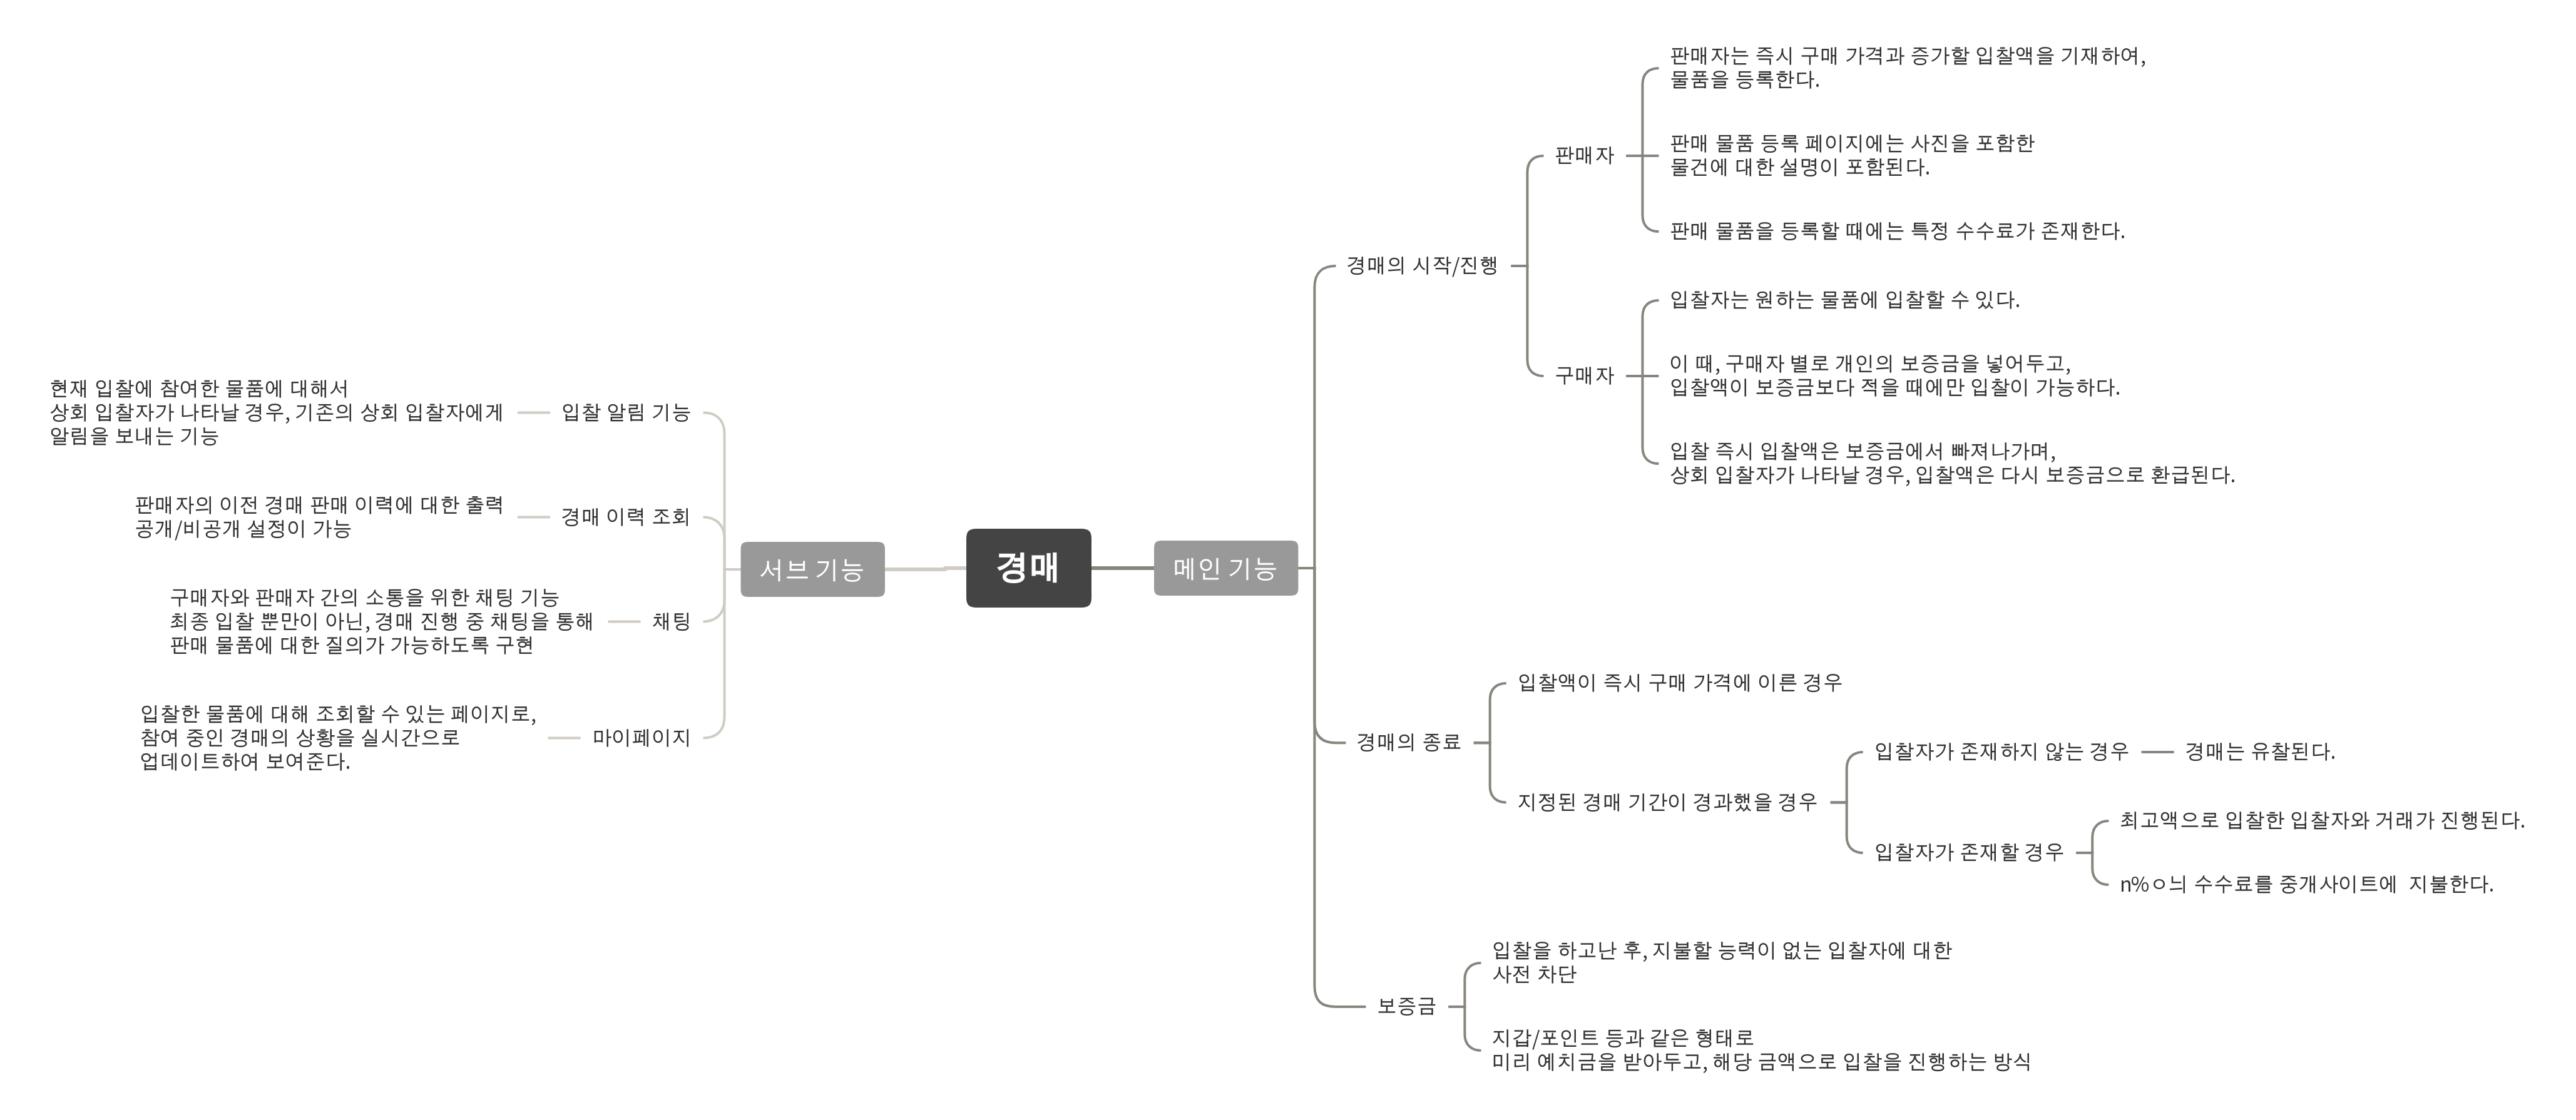 경매
메인 기능
경매의 시작/진행
판매자
판매자는 즉시 구매 가격과 증가할 입찰액을 기재하여,
물품을 등록한다.
판매 물품 등록 페이지에는 사진을 포함한
물건에 대한 설명이 포함된다.
판매 물품을 등록할 때에는 특정 수수료가 존재한다.
구매자
입찰자는 원하는 물품에 입찰할 수 있다.
이 때, 구매자 별로 개인의 보증금을 넣어두고,
입찰액이 보증금보다 적을 때에만 입찰이 가능하다.
입찰 즉시 입찰액은 보증금에서 빠져나가며,
상회 입찰자가 나타날 경우, 입찰액은 다시 보증금으로 환급된다.
경매의 종료
입찰액이 즉시 구매 가격에 이른 경우
지정된 경매 기간이 경과했을 경우
입찰자가 존재하지 않는 경우
경매는 유찰된다.
입찰자가 존재할 경우
최고액으로 입찰한 입찰자와 거래가 진행된다.
n%ㅇ늬 수수료를 중개사이트에  지불한다.
보증금
입찰을 하고난 후, 지불할 능력이 없는 입찰자에 대한
사전 차단
지갑/포인트 등과 같은 형태로
미리 예치금을 받아두고, 해당 금액으로 입찰을 진행하는 방식
서브 기능
입찰 알림 기능
현재 입찰에 참여한 물품에 대해서
상회 입찰자가 나타날 경우, 기존의 상회 입찰자에게
알림을 보내는 기능
경매 이력 조회
판매자의 이전 경매 판매 이력에 대한 출력
공개/비공개 설정이 가능
채팅
구매자와 판매자 간의 소통을 위한 채팅 기능
최종 입찰 뿐만이 아닌, 경매 진행 중 채팅을 통해
판매 물품에 대한 질의가 가능하도록 구현
마이페이지
입찰한 물품에 대해 조회할 수 있는 페이지로,
참여 중인 경매의 상황을 실시간으로
업데이트하여 보여준다.